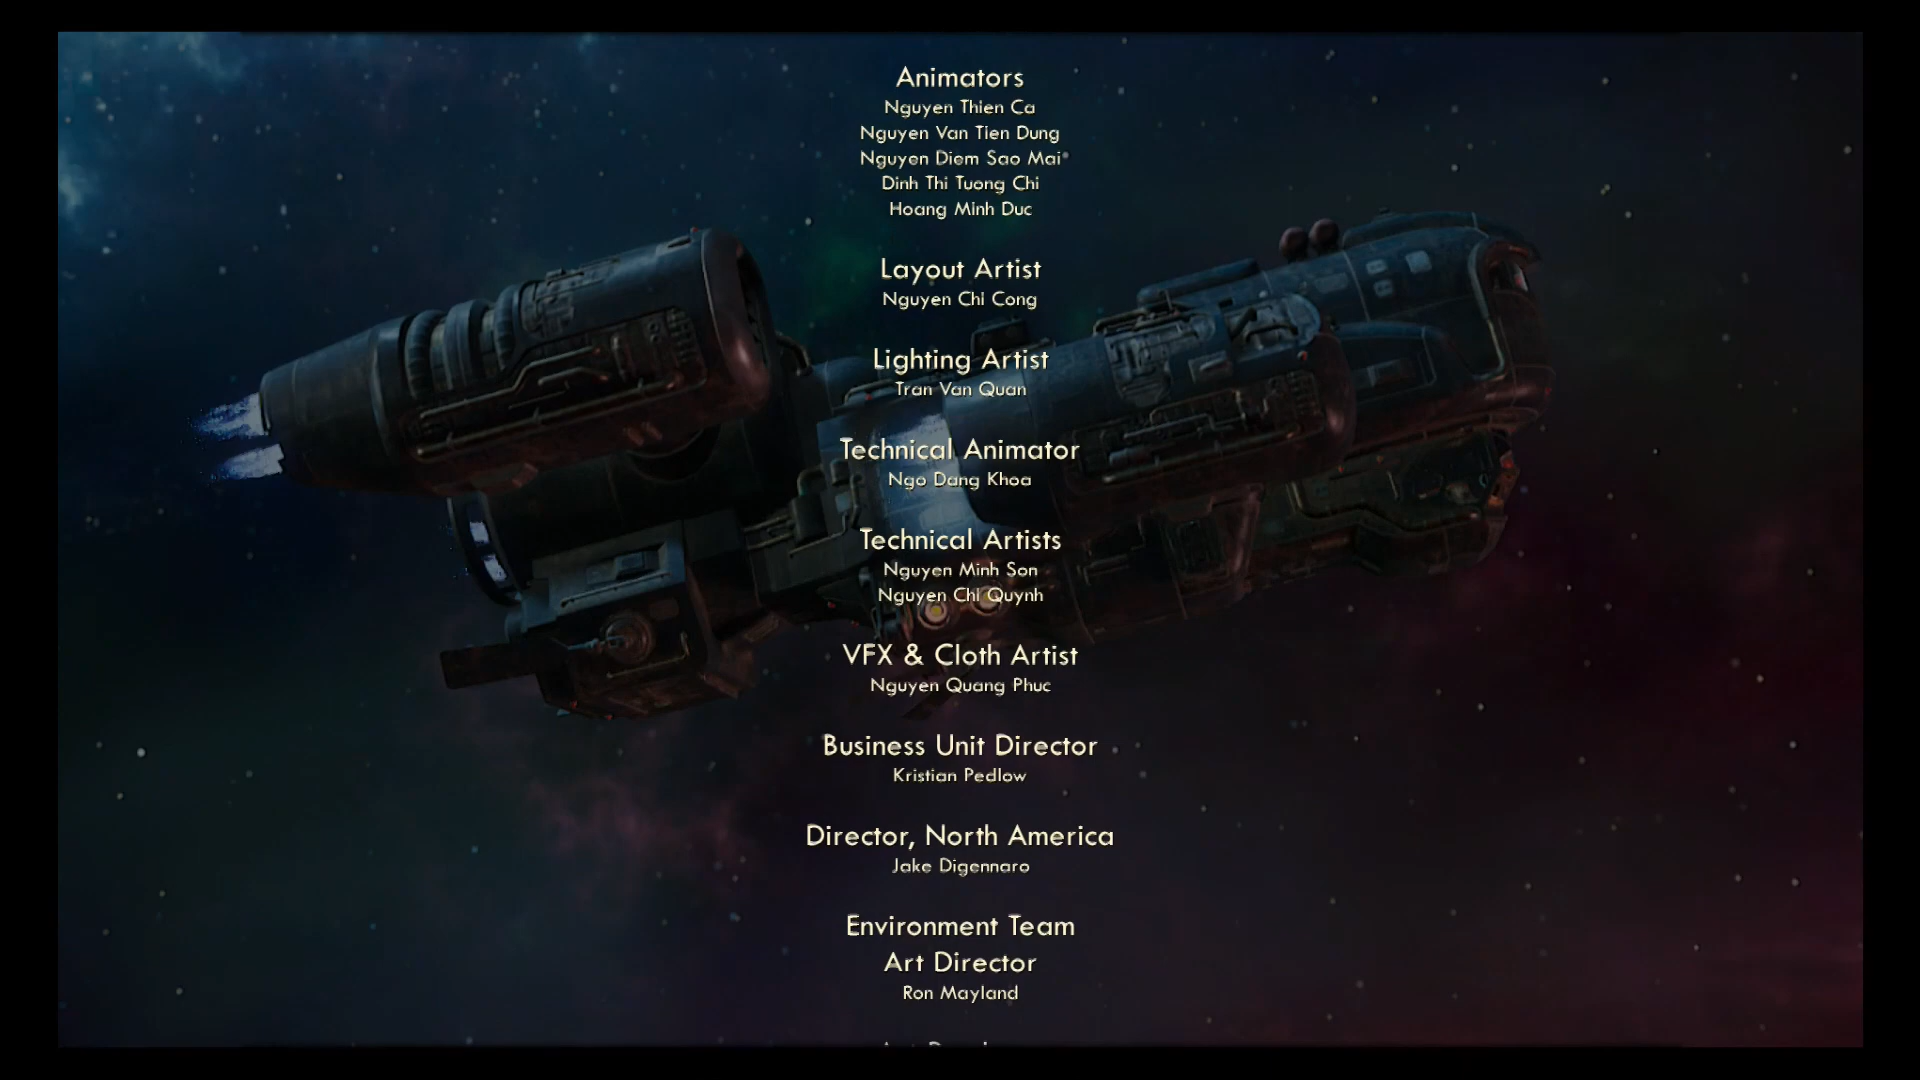 Animators
Nguyen Thien Ca
Nguyen Van Tien Dung
Nguyen Diem Sao Mai
Dinh Thi Tuong Chi
Hoang Minh Duc
Layout Artist
Nguyen Chi Cong
Lighting Artist
Tran Van Quan
Technical Animator
Ngo Dang Khoa
Technical Artists
Nguyen Minh Son
Nguyen Chi Quynh
VFX & Cloth Artist
Nguyen Quang Phuc
Business Unit Director
Kristian Pedlow
Director, North America
Jake Digennaro
Environment Team
Art Director
Ron Mayland